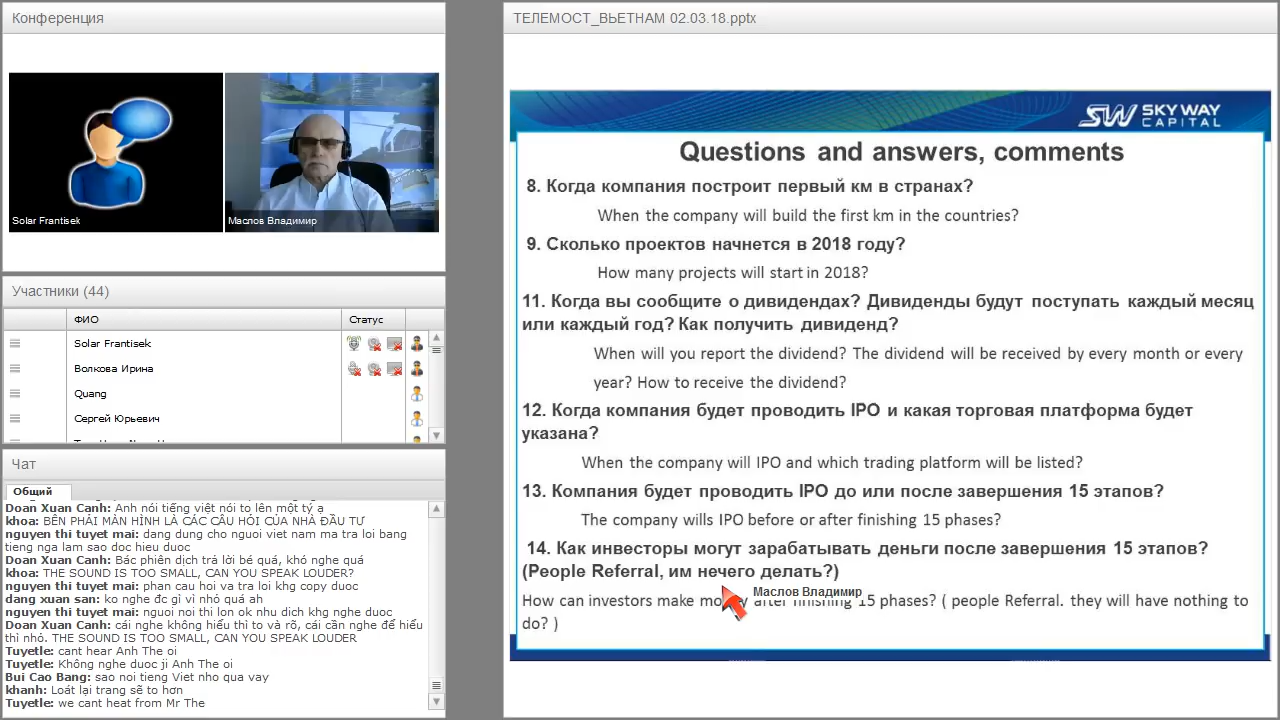 Конференция
Solar Frantisek
Маслов Владимир
Участники (44)
ФИО
Статус
Solar Frantisek
Волкова Ирина
Quang
Сергей Юрьевич
Чат
Общий
Doan Xuan Canh: Anh nói tiếng việt nói to lên một tý ạ
khoa: BÊN PHẢI MÀN HÌNH LÀ CÁC CÂU HỎI CỦA NHÀ ĐẦU TƯ
nguyen thi tuyet mai: dang dung cho nguoi viet nam ma tra loi bang
tieng nga lam sao doc hieu duoc
Doan Xuan Canh: Bác phiên dịch trả lời bé quá, khó nghe quá
khoa: THE SOUND IS TOO SMALL, CAN YOU SPEAK LOUDER?
nguyen thi tuyet mai: phan cau hoi va tra loi khg copy duoc
dang xuan son: ko nghe đc gì vì nhỏ quá ah
nguyen thi tuyet mai: nguoi noi thi lon ok nhu dich khg nghe duoc
Doan Xuan Canh: cái nghe không hiểu thì to và rõ, cái cần nghe để hiểu
thì nhỏ. THE SOUND IS TOO SMALL, CAN YOU SPEAK LOUDER
Tuyetle: cant hear Anh The oi
Tuyetle: Không nghe duoc ji Anh The oi
Bui Cao Bang: sao noi tieng Viet nho qua vay
khanh: Loát lại trang sẽ to hơn
Tuyetle: we cant heat from Mr The
ТЕЛЕМОСТ_ВЬЕТНАМ 02.03.18.pptx
SW SKY WAY
CAPITAL
Questions and answers, comments
8. Когда компания построит первый км в странах?
When the company will build the first km in the countries?
9. Сколько проектов начнется в 2018 году?
How many projects will start in 2018?
11. Когда вы сообщите о дивидендах? Дивиденды будут поступать каждый месяц
или каждый год? Как получить дивиденд?
When will you report the dividend? The dividend will be received by every month or every
year? How to receive the dividend?
12. Когда компания будет проводить IPO и какая торговая платформа будет
указана?
When the company will IPO and which trading platform will be listed?
13. Компания будет проводить IPO до или после завершения 15 этапов?
The company wills IPO before or after finishing 15 phases?
14. Как инвесторы могут зарабатывать деньги после завершения 15 этапов?
(People Referral, им нечего делать?)
Маслов Владимир
How can investors make money after finishing 15 phases? ( people Referral. they will have nothing to
do? )